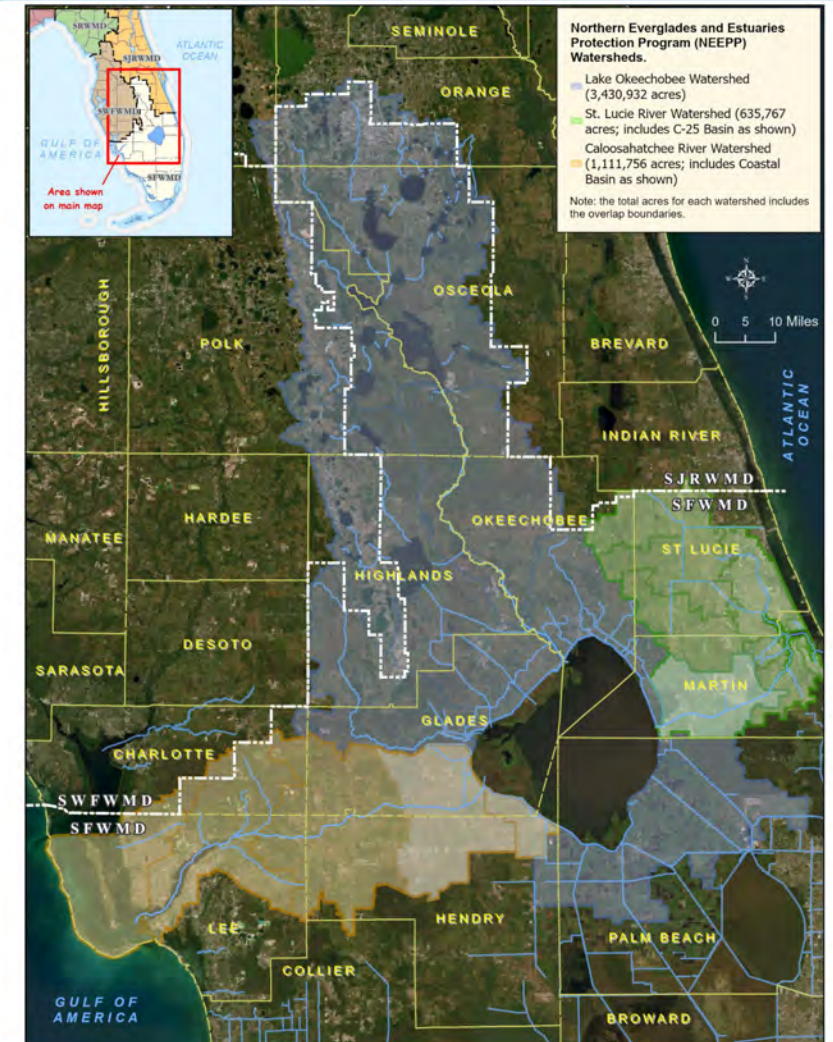 SRWMD
SJRWMD
ATLANTIC
OCEAN
SWFWMD
GULF OF
AMERICA
SFWMD
Area shown
on main map
Northern Everglades and Estuaries
Protection Program (NEEPP)
Watersheds.
Lake Okeechobee Watershed
(3,430,932 acres)
St. Lucie River Watershed (635,767
acres; includes C-25 Basin as shown)
Caloosahatchee River Watershed
(1,111,756 acres; includes Coastal
Basin as shown)
Note: the total acres for each watershed includes
the overlap boundaries.
SEMINOLE
ORANGE
N
W E
S
0 5 10 Miles
OSCEOLA
HILLSBOROUGH
POLK
BREVARD
ATLANTIC
OCEAN
INDIAN RIVER
SJRWMD
SFWMD
HARDEE
OKEECHOBEE
MANATEE
ST LUCIE
HIGHLANDS
DESOTO
SARASOTA
MARTIN
GLADES
CHARLOTTE
SWFWMD
SFWMD
LEE
HENDRY
PALM BEACH
COLLIER
GULF OF
AMERICA
BROWARD